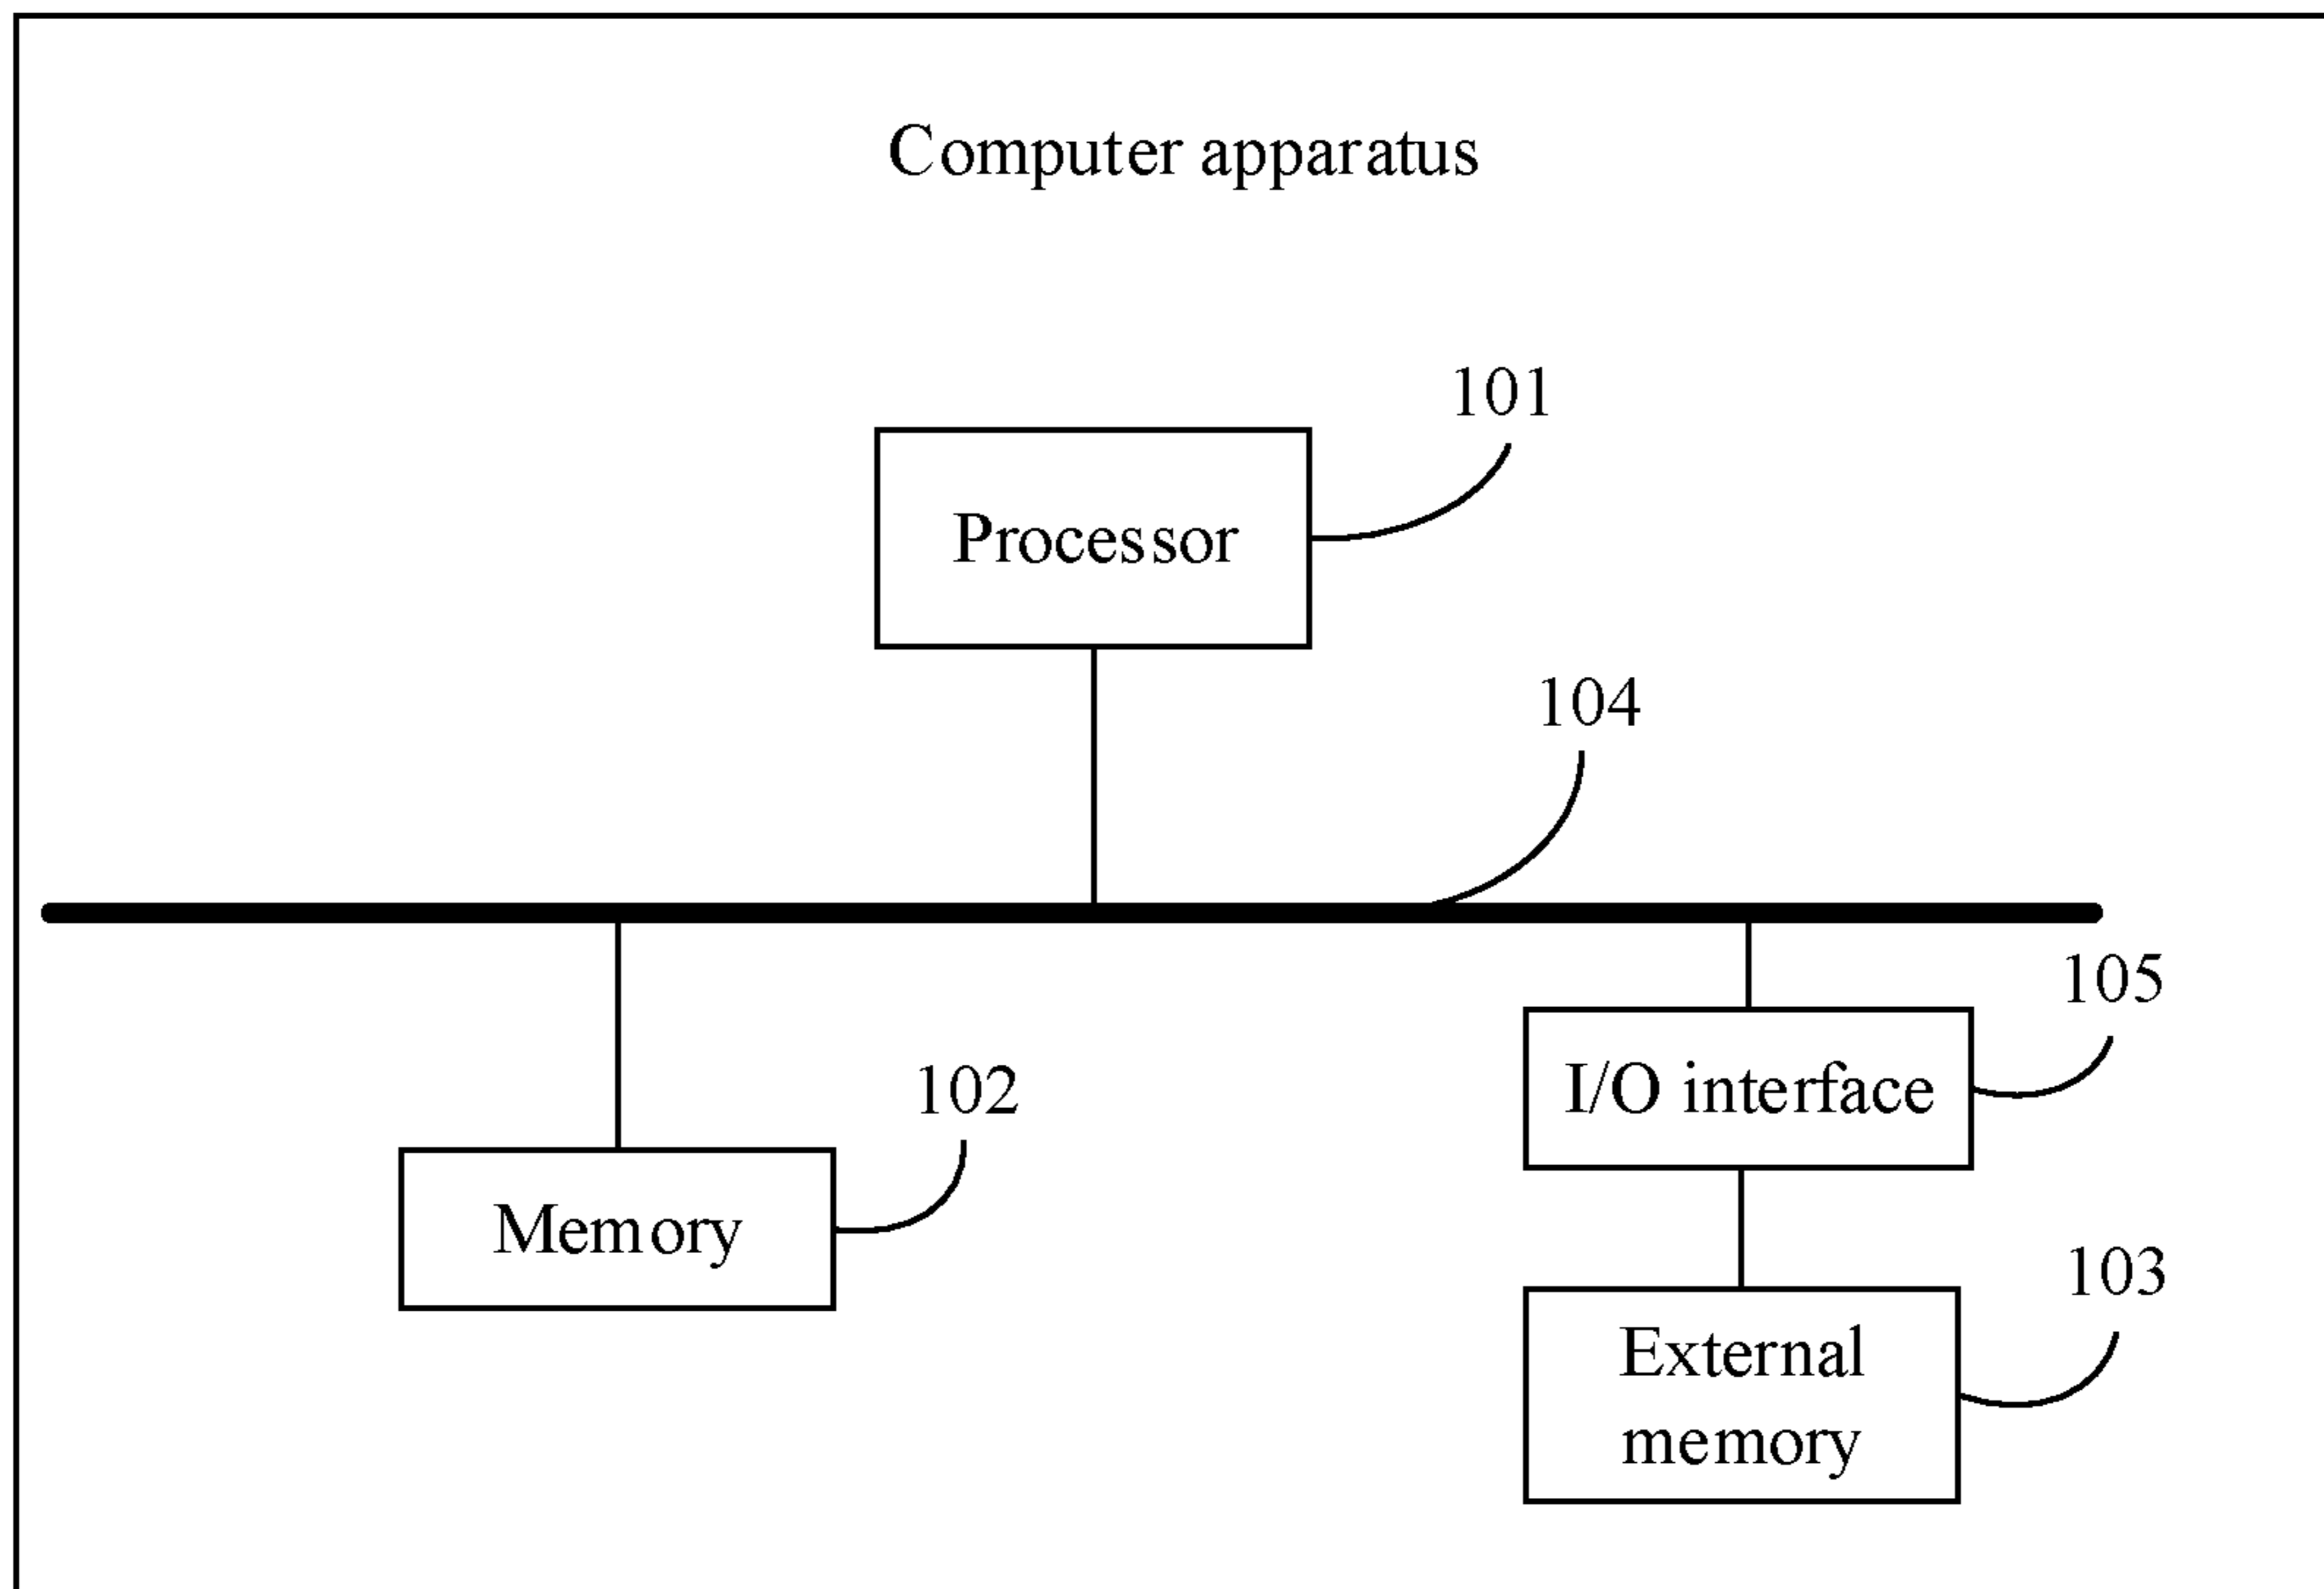 Computer apparatus
101
Processor
104
105
I/O interface
102
Memory
103
External
memory